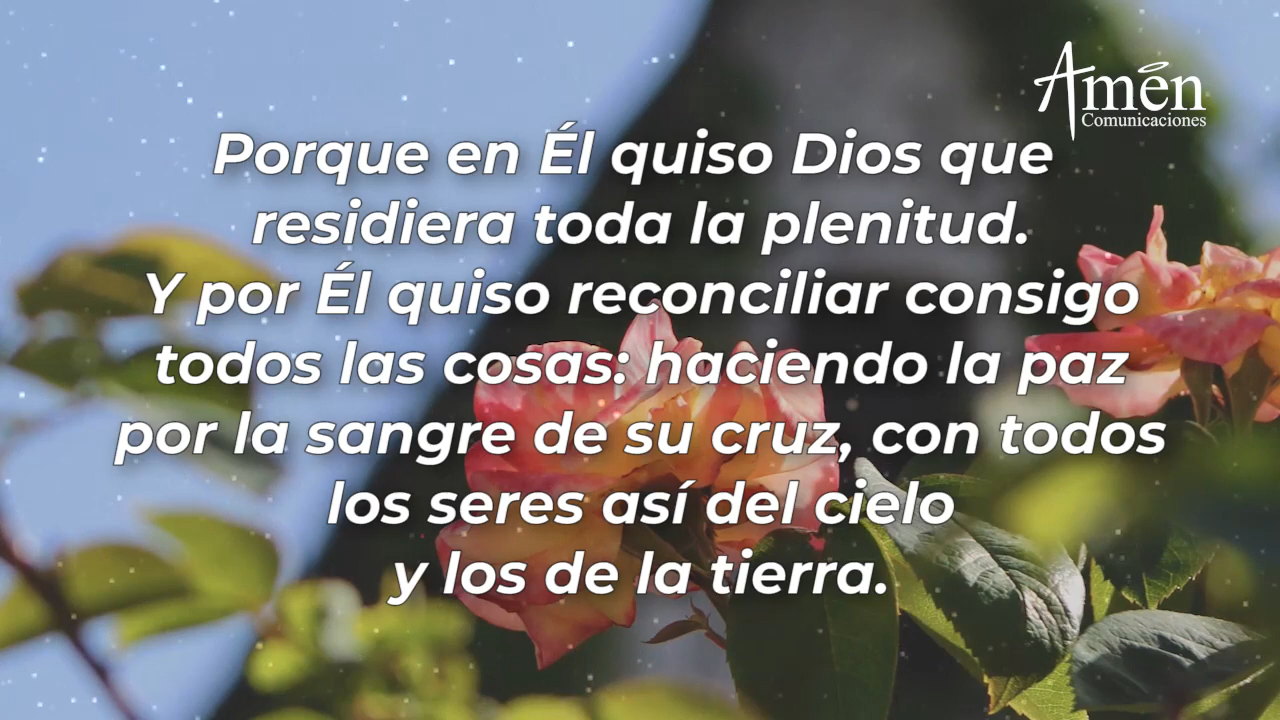 Amén
Comunicaciones
Porque en Él quiso Dios que
residiera toda la plenitud.
Y por Él quiso reconciliar consigo
todos las cosas: haciendo la paz
por la sangre de su cruz, con todos
los seres así del cielo
y los de la tierra.